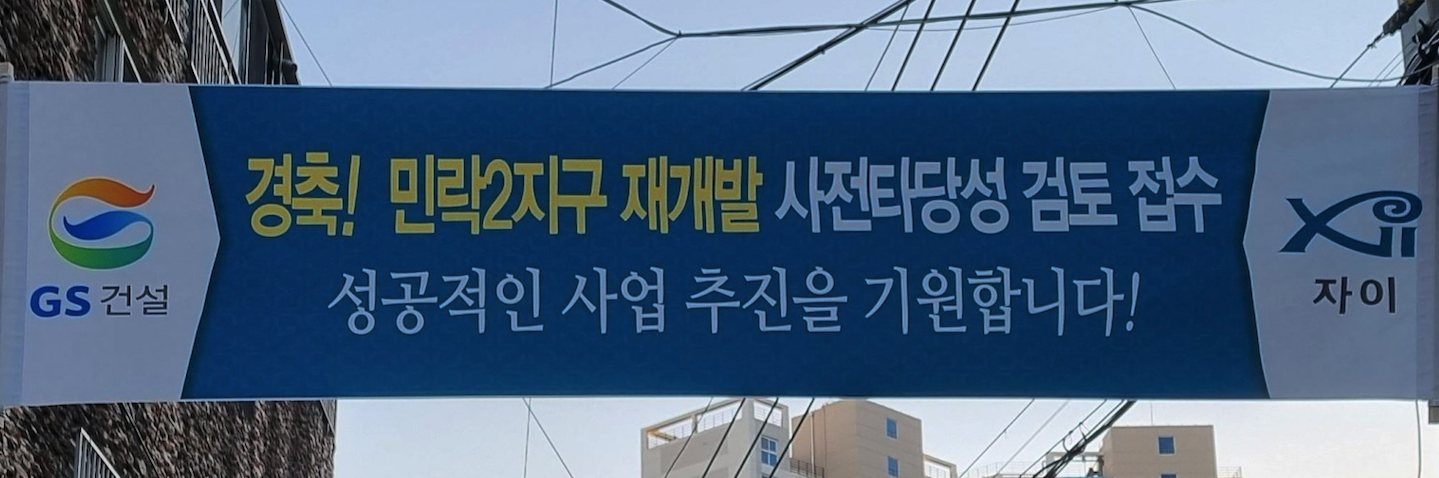 경축! 민락2지구 재개발 사전타당성 검토 접수
성공적인 사업 추진을 기원합니다!
GS 건설
Xii
자이